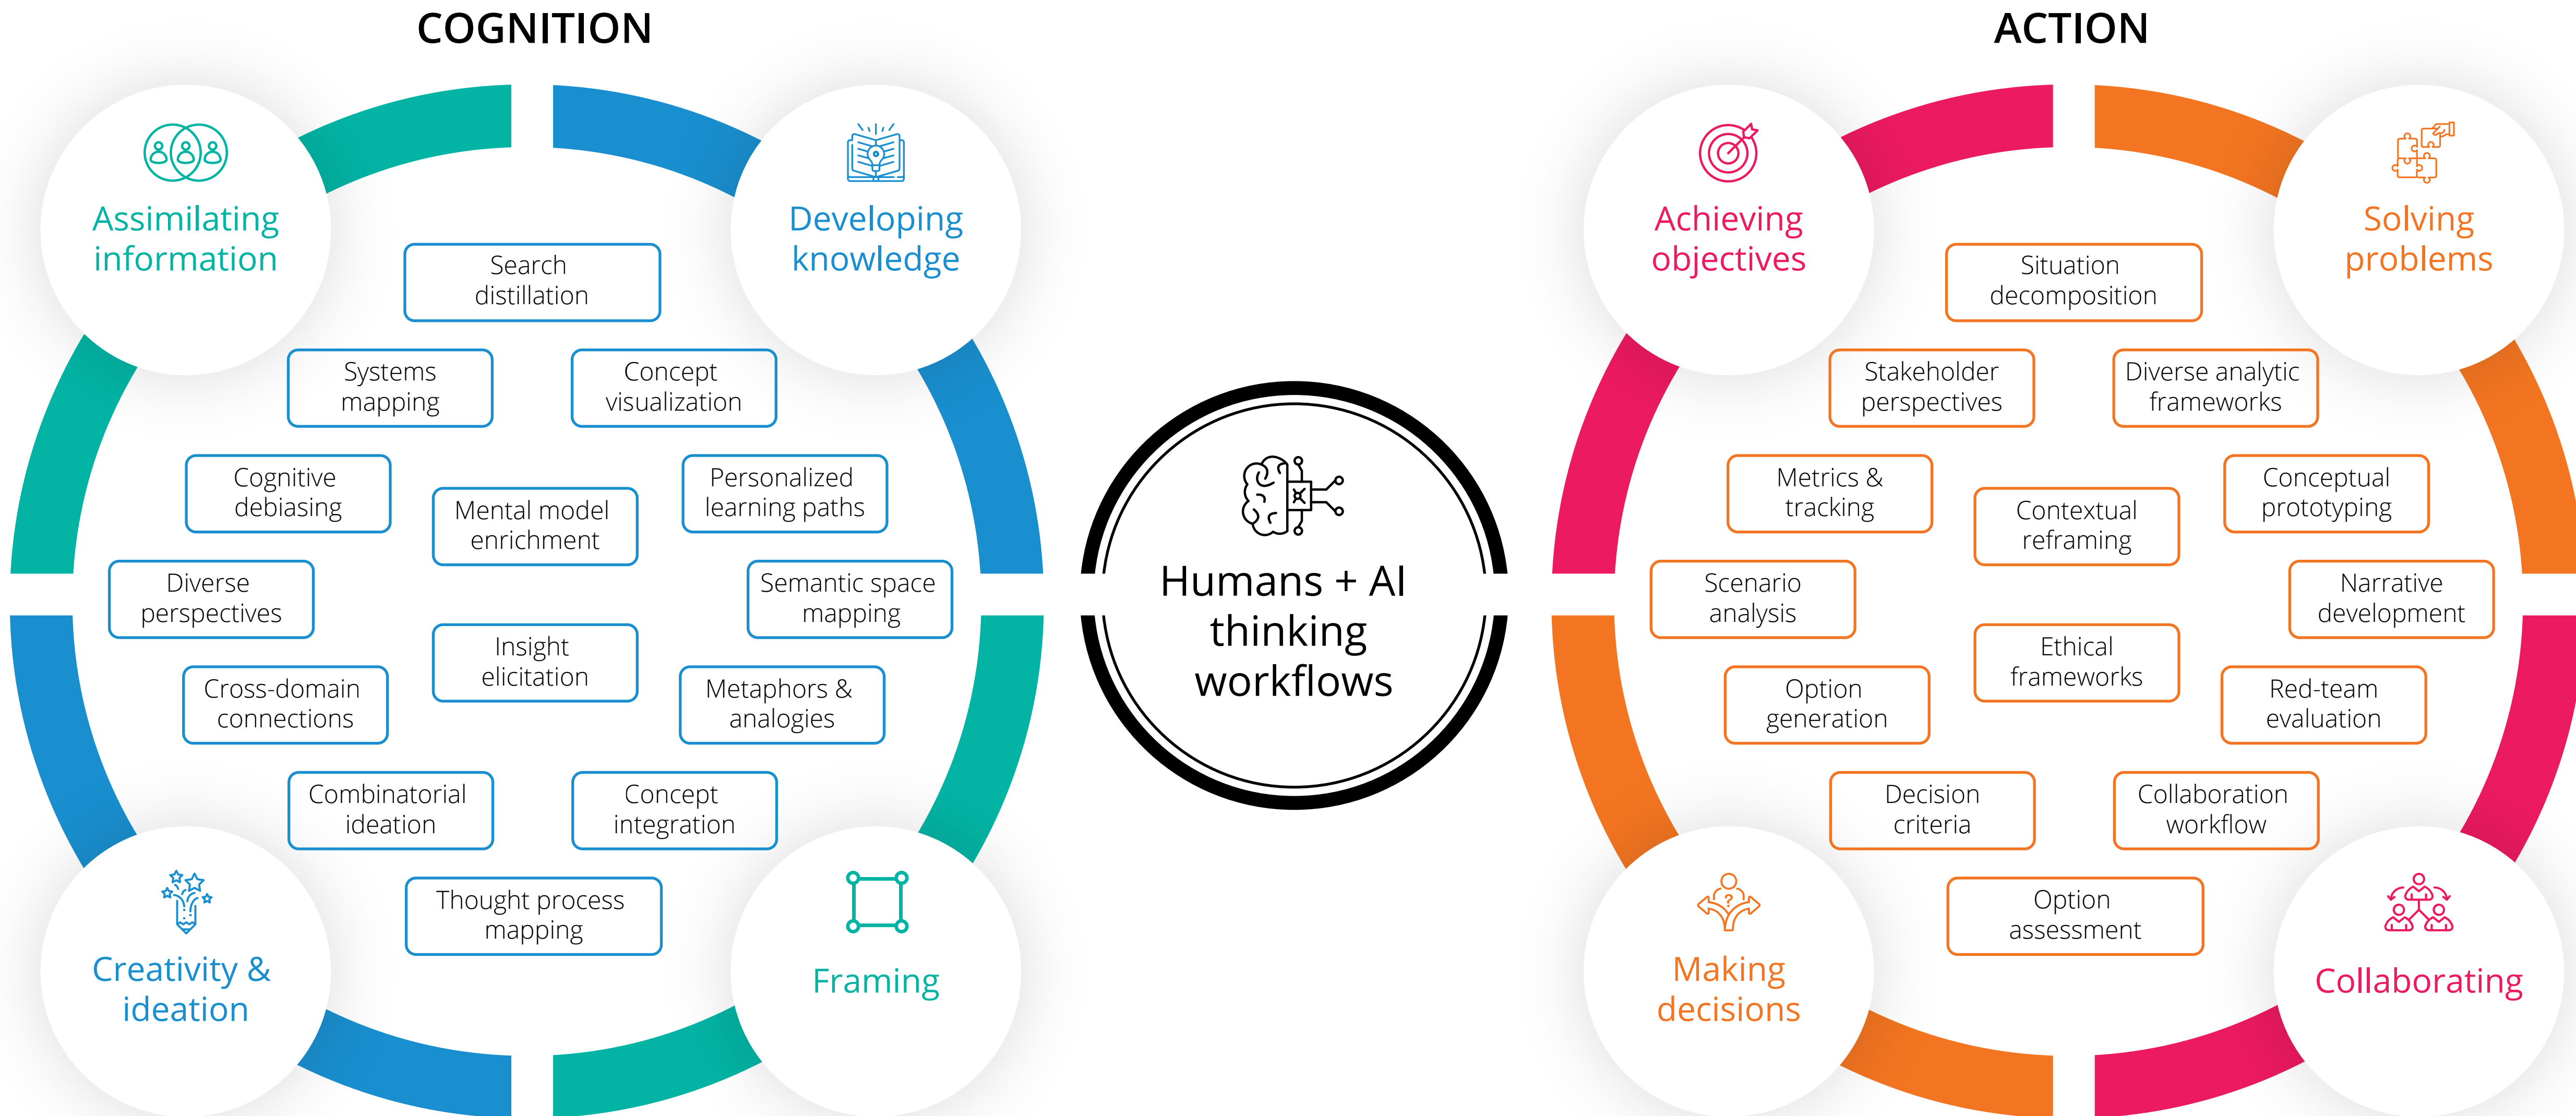 COGNITION
Assimilating
information
Developing
knowledge
Search
distillation
Systems
mapping
Concept
visualization
Cognitive
debiasing
Mental model
enrichment
Personalized
learning paths
Diverse
perspectives
Semantic space
mapping
Insight
elicitation
Cross-domain
connections
Metaphors &
analogies
Combinatorial
ideation
Concept
integration
Thought process
mapping
Creativity &
ideation
Framing
Humans + AI
thinking
workflows
ACTION
Achieving
objectives
Solving
problems
Situation
decomposition
Stakeholder
perspectives
Diverse analytic
frameworks
Metrics &
tracking
Contextual
reframing
Conceptual
prototyping
Scenario
analysis
Narrative
development
Ethical
frameworks
Option
generation
Red-team
evaluation
Decision
criteria
Collaboration
workflow
Option
assessment
Making
decisions
Collaborating